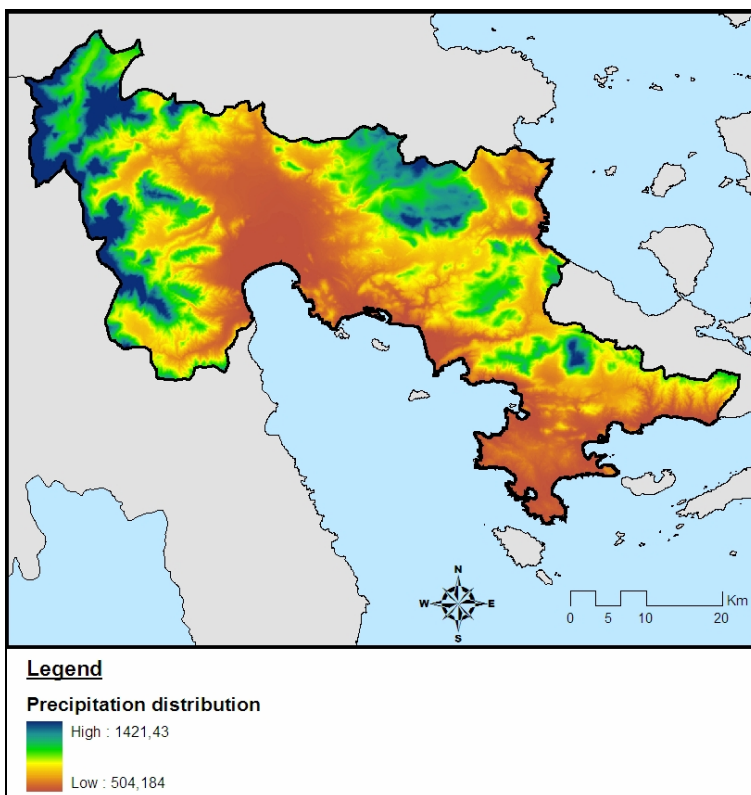 N
W E
S
Km
0 5 10 20
Legend
Precipitation distribution
High : 1421,43
Low : 504,184